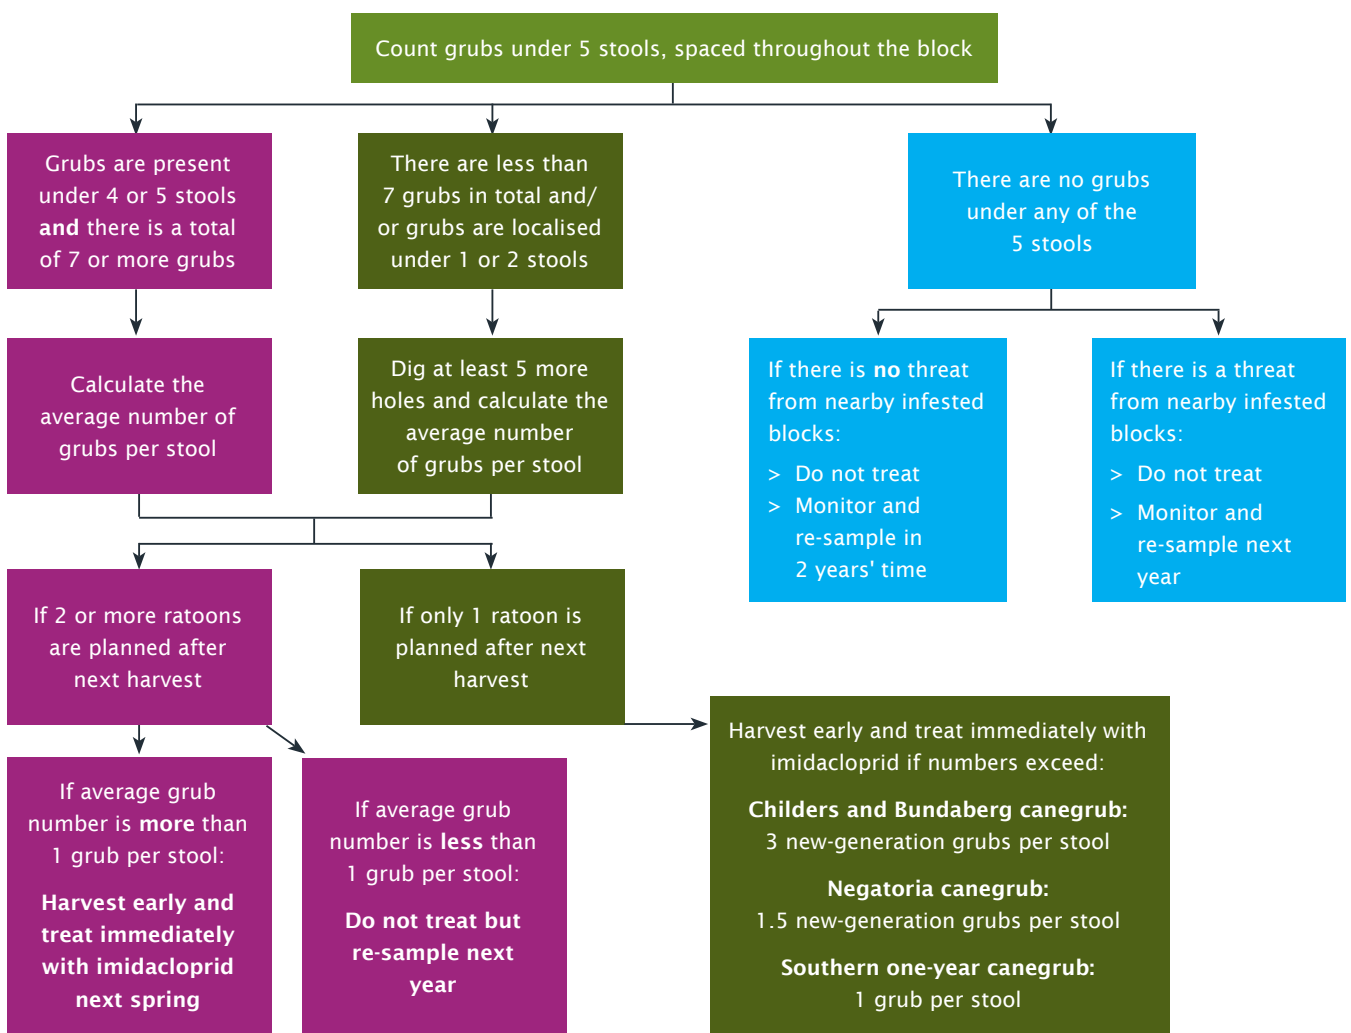 Count grubs under 5 stools, spaced throughout the block
Grubs are present
under 4 or 5 stools
and there is a total
of 7 or more grubs
There are less than
7 grubs in total and/
or grubs are localised
under 1 or 2 stools
There are no grubs
under any of the
5 stools
Calculate the
average number of
grubs per stool
Dig at least 5 more
holes and calculate the
average number
of grubs per stool
If there is no threat
from nearby infested
blocks:
> Do not treat
> Monitor and
re-sample in
2 years' time
If there is a threat
from nearby infested
blocks:
> Do not treat
> Monitor and
re-sample next
year
If 2 or more ratoons
are planned after
next harvest
If only 1 ratoon is
planned after next
harvest
If average grub
number is more than
1 grub per stool:
Harvest early and
treat immediately
with imidacloprid
next spring
If average grub
number is less than
1 grub per stool:
Do not treat but
re-sample next
year
Harvest early and treat immediately with
imidacloprid if numbers exceed:
Childers and Bundaberg canegrub:
3 new-generation grubs per stool
Negatoria canegrub:
1.5 new-generation grubs per stool
Southern one-year canegrub:
1 grub per stool